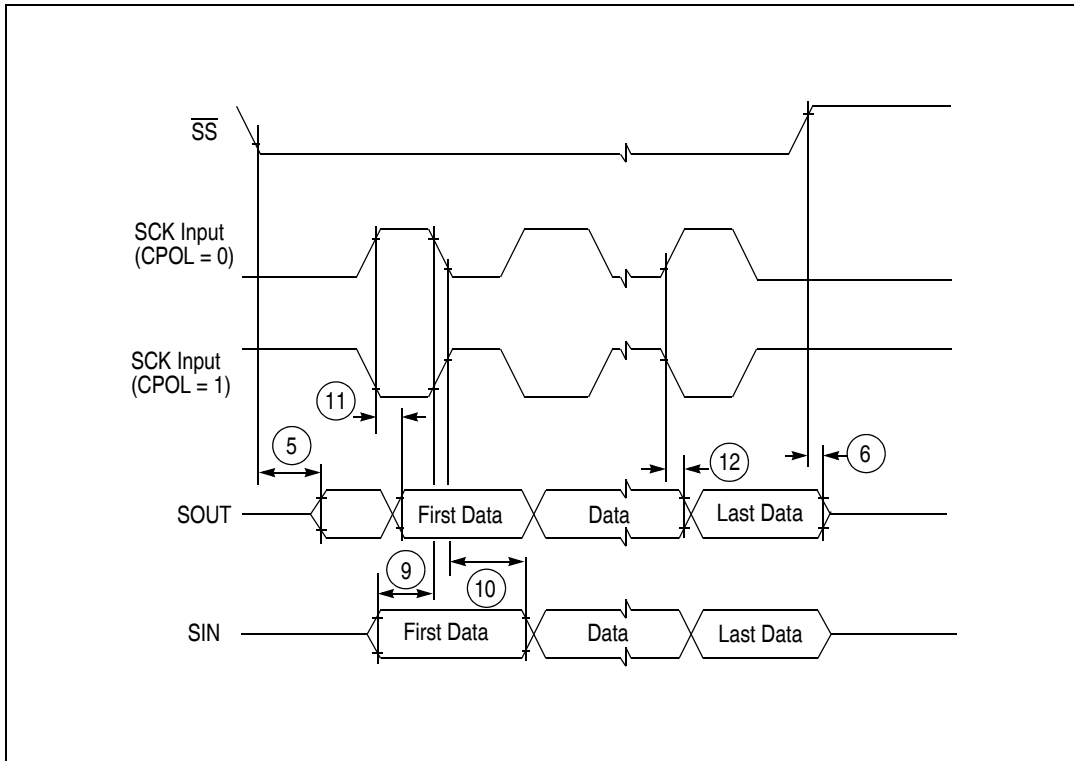 SS
SCK Input
(CPOL = 0)
SCK Input
(CPOL = 1)
11
5
12
6
SOUT
First Data
Data
Last Data
9
10
SIN
First Data
Data
Last Data